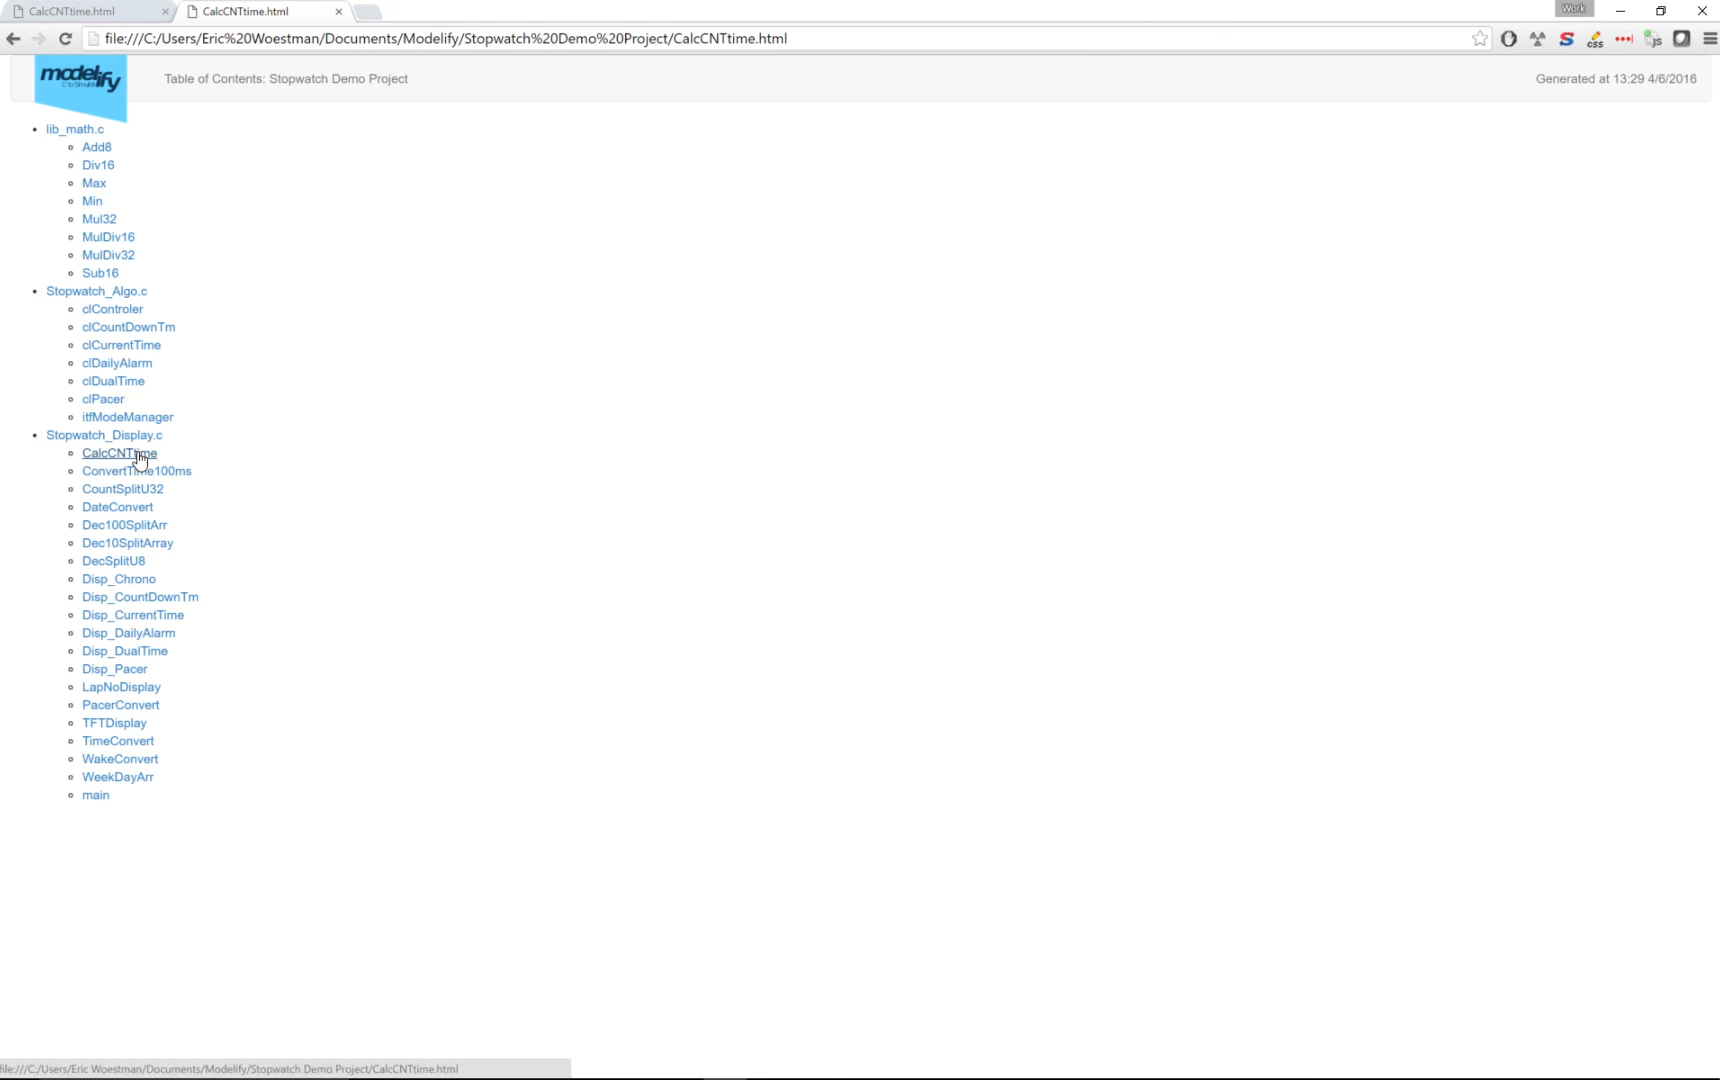 CalcCNTtime.html
CalcCNTtime.html
Work
file:///C:/Users/Eric%20Woestman/Documents/Modelify/Stopwatch%20Demo%20Project/CalcCNTtime.html
css
js
modelify
Table of Contents: Stopwatch Demo Project
Generated at 13:29 4/6/2016
lib_math.c
Add8
Div16
Max
Min
Mul32
MulDiv16
MulDiv32
Sub16
Stopwatch_Algo.c
clControler
clCountDownTm
clCurrentTime
clDailyAlarm
clDualTime
clPacer
itfModeManager
Stopwatch_Display.c
CalcCNTtime
ConvertTime100ms
CountSplitU32
DateConvert
Dec100SplitArr
Dec10SplitArray
DecSplitU8
Disp_Chrono
Disp_CountDownTm
Disp_CurrentTime
Disp_DailyAlarm
Disp_DualTime
Disp_Pacer
LapNoDisplay
PacerConvert
TFTDisplay
TimeConvert
WakeConvert
WeekDayArr
main
file:///C:/Users/Eric Woestman/Documents/Modelify/Stopwatch Demo Project/CalcCNTtime.html